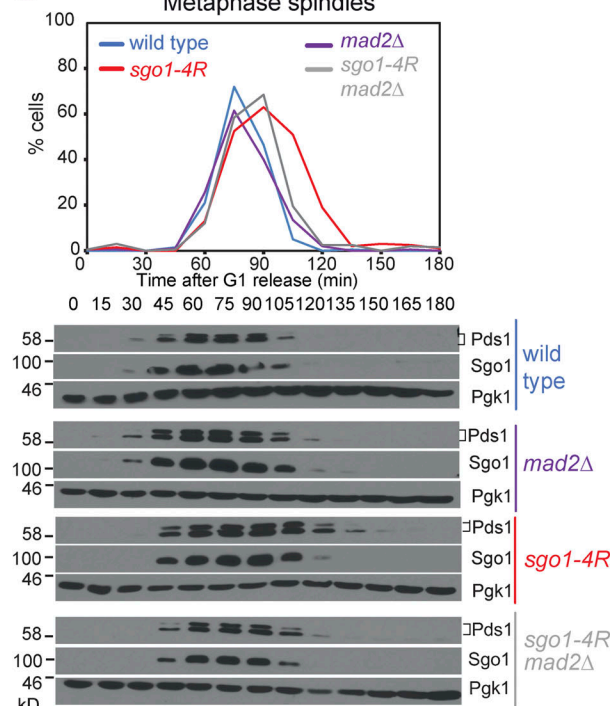 Metaphase spindles
100
80
60
40
20
0
% cells
wild type
sgo1-4R
mad2Δ
sgo1-4R
mad2Δ
0 30 60 90 120 150 180
Time after G1 release (min)
0 15 30 45 60 75 90 105 120 135 150 165 180
58 Pds1
100 Sgo1
46 Pgk1
wild
type
58 Pds1
100 Sgo1
46 Pgk1
mad2Δ
58 Pds1
100 Sgo1
46 Pgk1
sgo1-4R
58 Pds1
100 Sgo1
46 Pgk1
sgo1-4R
mad2Δ
kD